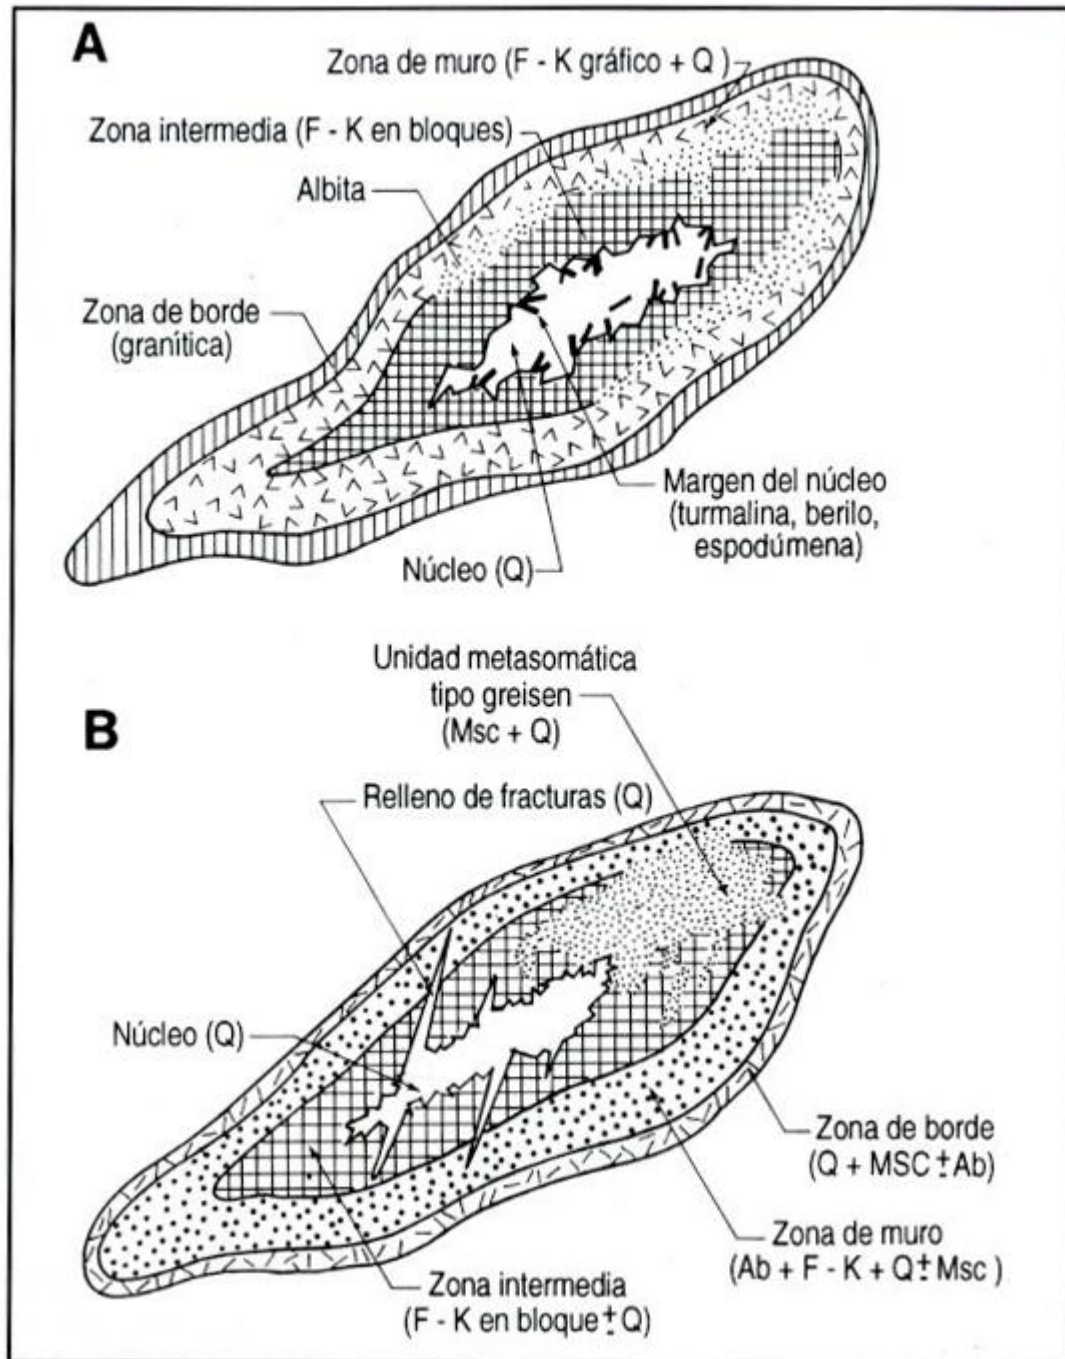 A
Zona de muro (F - K gráfico + Q )
Zona intermedia (F - K en bloques)
Albita
Zona de borde
(granítica)
Margen del núcleo
(turmalina, berilo,
espodúmena)
Núcleo (Q)
Unidad metasomática
tipo greisen
(Msc + Q)
B
Relleno de fracturas (Q)
Núcleo (Q)
Zona de borde
(Q + MSC ± Ab)
Zona de muro
(Ab + F - K + Q ± Msc )
Zona intermedia
(F - K en bloque ± Q)